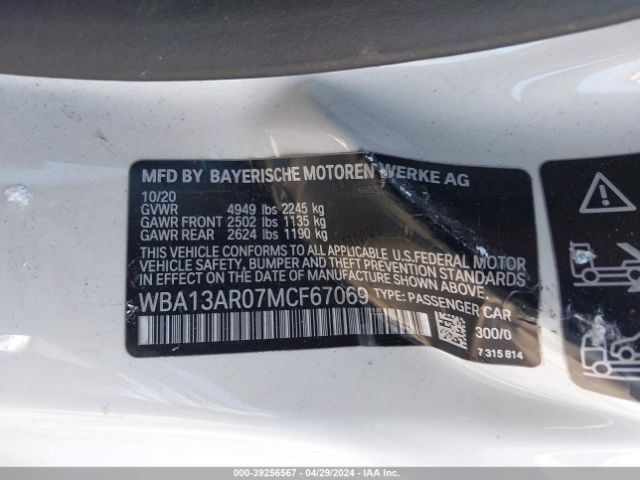 MFD BY BAYERISCHE MOTOREN WERKE AG
10/20
GVWR 4949 lbs 2245 kg
GAWR FRONT 2502 lbs 1135 kg
GAWR REAR 2624 lbs 1190 kg
THIS VEHICLE CONFORMS TO ALL APPLICABLE U.S.FEDERAL MOTOR
VEHICLE SAFETY, BUMPER AND THEFT PREVENTION STANDARDS
IN EFFECT ON THE DATE OF MANUFACTURE SHOWN ABOVE.
WBA13AR07MCF67069 TYPE: PASSENGER CAR
300/0
7 315 814
000-39256567 - 04/29/2024 - IAAI.COM